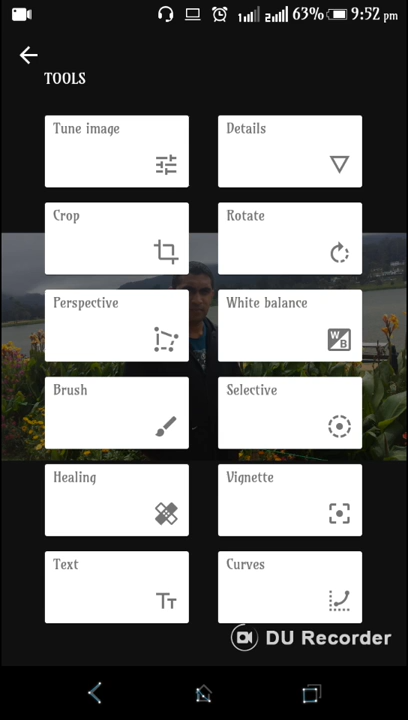 63% 9:52 pm
TOOLS
Tune image
Details
Crop
Rotate
Perspective
White balance
W
B
Brush
Selective
Healing
Vignette
Text
Curves
TT
DU Recorder